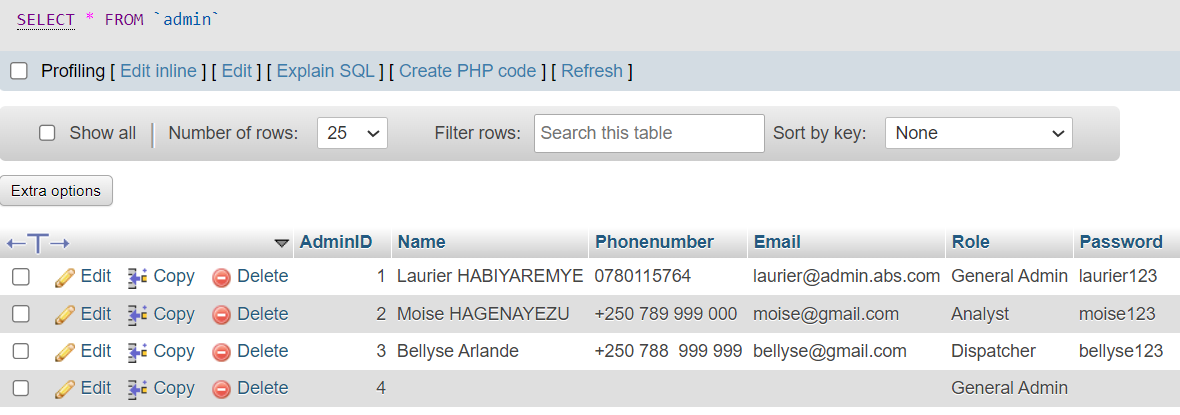 SELECT * FROM `admin`
Profiling [ Edit inline ] [ Edit ] [ Explain SQL ] [ Create PHP code ] [ Refresh ]
Show all Number of rows: 25 Filter rows: Search this table Sort by key: None
Extra options
AdminID Name Phonenumber Email Role Password
Edit Copy Delete 1 Laurier HABIYAREMYE 0780115764 laurier@admin.abs.com General Admin laurier123
Edit Copy Delete 2 Moise HAGENAYEZU +250 789 999 000 moise@gmail.com Analyst moise123
Edit Copy Delete 3 Bellyse Arlande +250 788  999 999 bellyse@gmail.com Dispatcher bellyse123
Edit Copy Delete 4 General Admin